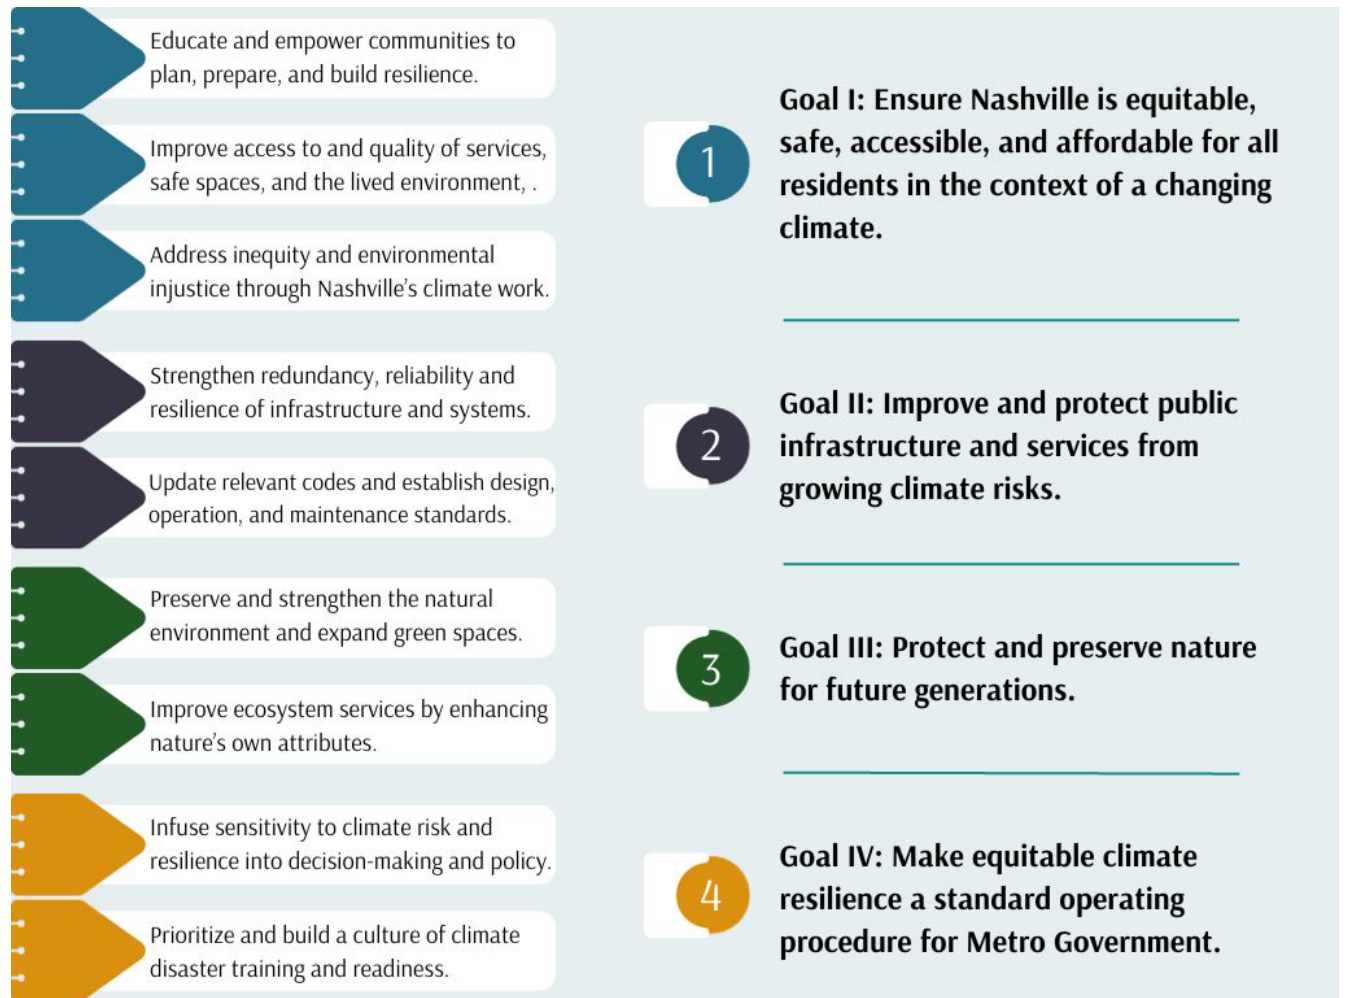 Educate and empower communities to
plan, prepare, and build resilience.
Improve access to and quality of services,
safe spaces, and the lived environment, .
Address inequity and environmental
injustice through Nashville's climate work.
1
Goal I: Ensure Nashville is equitable,
safe, accessible, and affordable for all
residents in the context of a changing
climate.
Strengthen redundancy, reliability and
resilience of infrastructure and systems.
Update relevant codes and establish design,
operation, and maintenance standards.
2
Goal II: Improve and protect public
infrastructure and services from
growing climate risks.
Preserve and strengthen the natural
environment and expand green spaces.
Improve ecosystem services by enhancing
nature's own attributes.
3
Goal III: Protect and preserve nature
for future generations.
Infuse sensitivity to climate risk and
resilience into decision-making and policy.
Prioritize and build a culture of climate
disaster training and readiness.
4
Goal IV: Make equitable climate
resilience a standard operating
procedure for Metro Government.